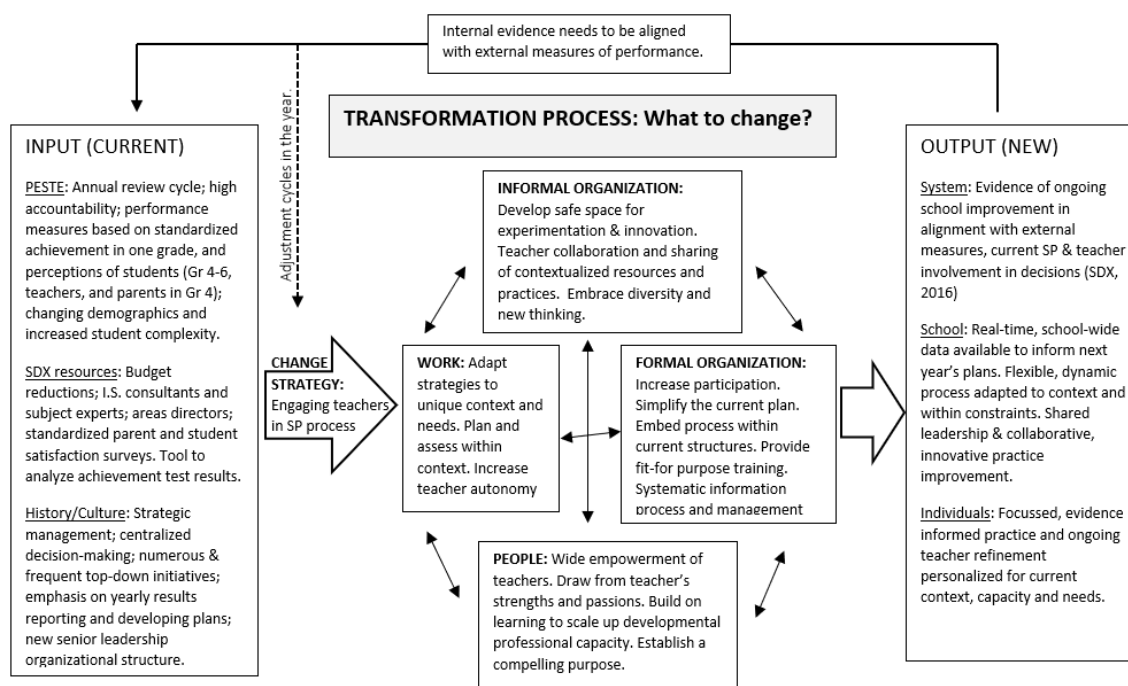 Internal evidence needs to be aligned
with external measures of performance.
Adjustment cycles in the year.
TRANSFORMATION PROCESS: What to change?
INPUT (CURRENT)
PESTE: Annual review cycle; high
accountability; performance
measures based on standardized
achievement in one grade, and
perceptions of students (Gr 4-6,
teachers, and parents in Gr 4);
changing demographics and
increased student complexity.
SDX resources: Budget
reductions; I.S. consultants and
subject experts; areas directors;
standardized parent and student
satisfaction surveys. Tool to
analyze achievement test results.
History/Culture: Strategic
management; centralized
decision-making; numerous &
frequent top-down initiatives;
emphasis on yearly results
reporting and developing plans;
new senior leadership
organizational structure.
CHANGE
STRATEGY:
Engaging teachers
in SP process
INFORMAL ORGANIZATION:
Develop safe space for
experimentation & innovation.
Teacher collaboration and sharing
of contextualized resources and
practices. Embrace diversity and
new thinking.
WORK: Adapt
strategies to
unique context and
needs. Plan and
assess within
context. Increase
teacher autonomy
FORMAL ORGANIZATION:
Increase participation.
Simplify the current plan.
Embed process within
current structures. Provide
fit-for purpose training.
Systematic information
process and management
PEOPLE: Wide empowerment of
teachers. Draw from teacher's
strengths and passions. Build on
learning to scale up developmental
professional capacity. Establish a
compelling purpose.
OUTPUT (NEW)
System: Evidence of ongoing
school improvement in
alignment with external
measures, current SP & teacher
involvement in decisions (SDX,
2016)
School: Real-time, school-wide
data available to inform next
year's plans. Flexible, dynamic
process adapted to context and
within constraints. Shared
leadership & collaborative,
innovative practice
improvement.
Individuals: Focussed, evidence
informed practice and ongoing
teacher refinement
personalized for current
context, capacity and needs.